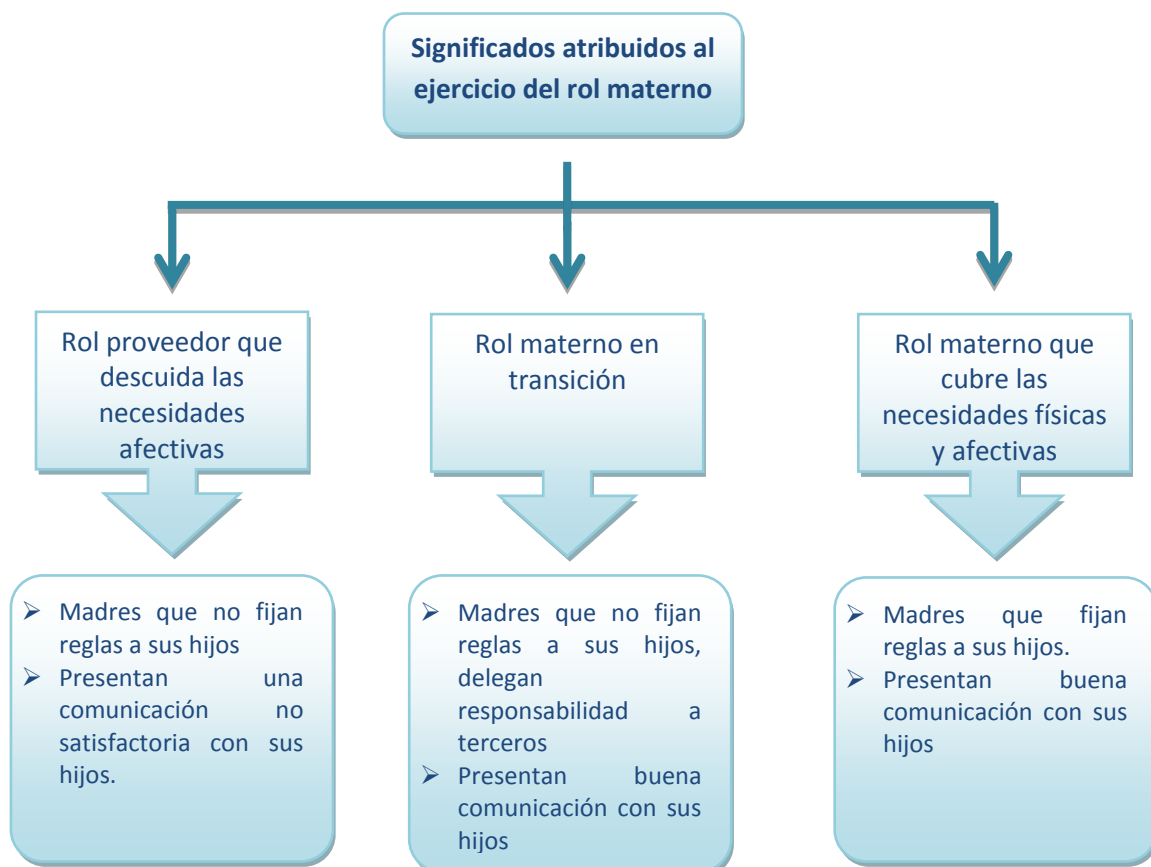 Significados atribuidos al
ejercicio del rol materno
Rol proveedor que
descuida las
necesidades
afectivas
Rol materno en
transición
Rol materno que
cubre las
necesidades físicas
y afectivas
➢ Madres que no fijan
reglas a sus hijos
➢ Presentan una
comunicación no
satisfactoria con sus
hijos.
➢ Madres que no fijan
reglas a sus hijos,
delegan
responsabilidad a
terceros
➢ Presentan buena
comunicación con sus
hijos
➢ Madres que fijan
reglas a sus hijos.
➢ Presentan buena
comunicación con sus
hijos